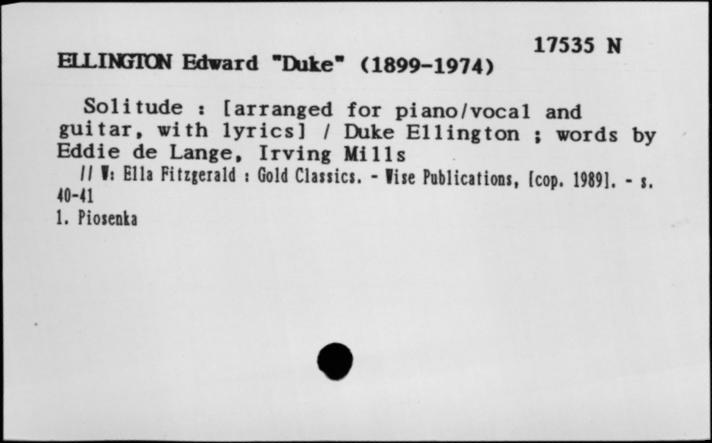 17535 N
ELLINGTON Edward "Duke" (1899-1974)
Solitude : [arranged for piano/vocal and
guitar, with lyrics] / Duke Ellington ; words by
Eddie de Lange, Irving Mills
// W: Ella Fitzgerald : Gold Classics. - Wise Publications, [cop. 1989]. - s.
40-41
1. Piosenka